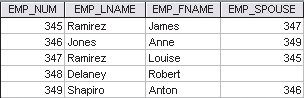 EMP_NUM EMP_LNAME EMP_FNAME EMP_SPOUSE
345 Ramirez James 347
346 Jones Anne 349
347 Ramirez Louise 345
348 Delaney Robert
349 Shapiro Anton 346